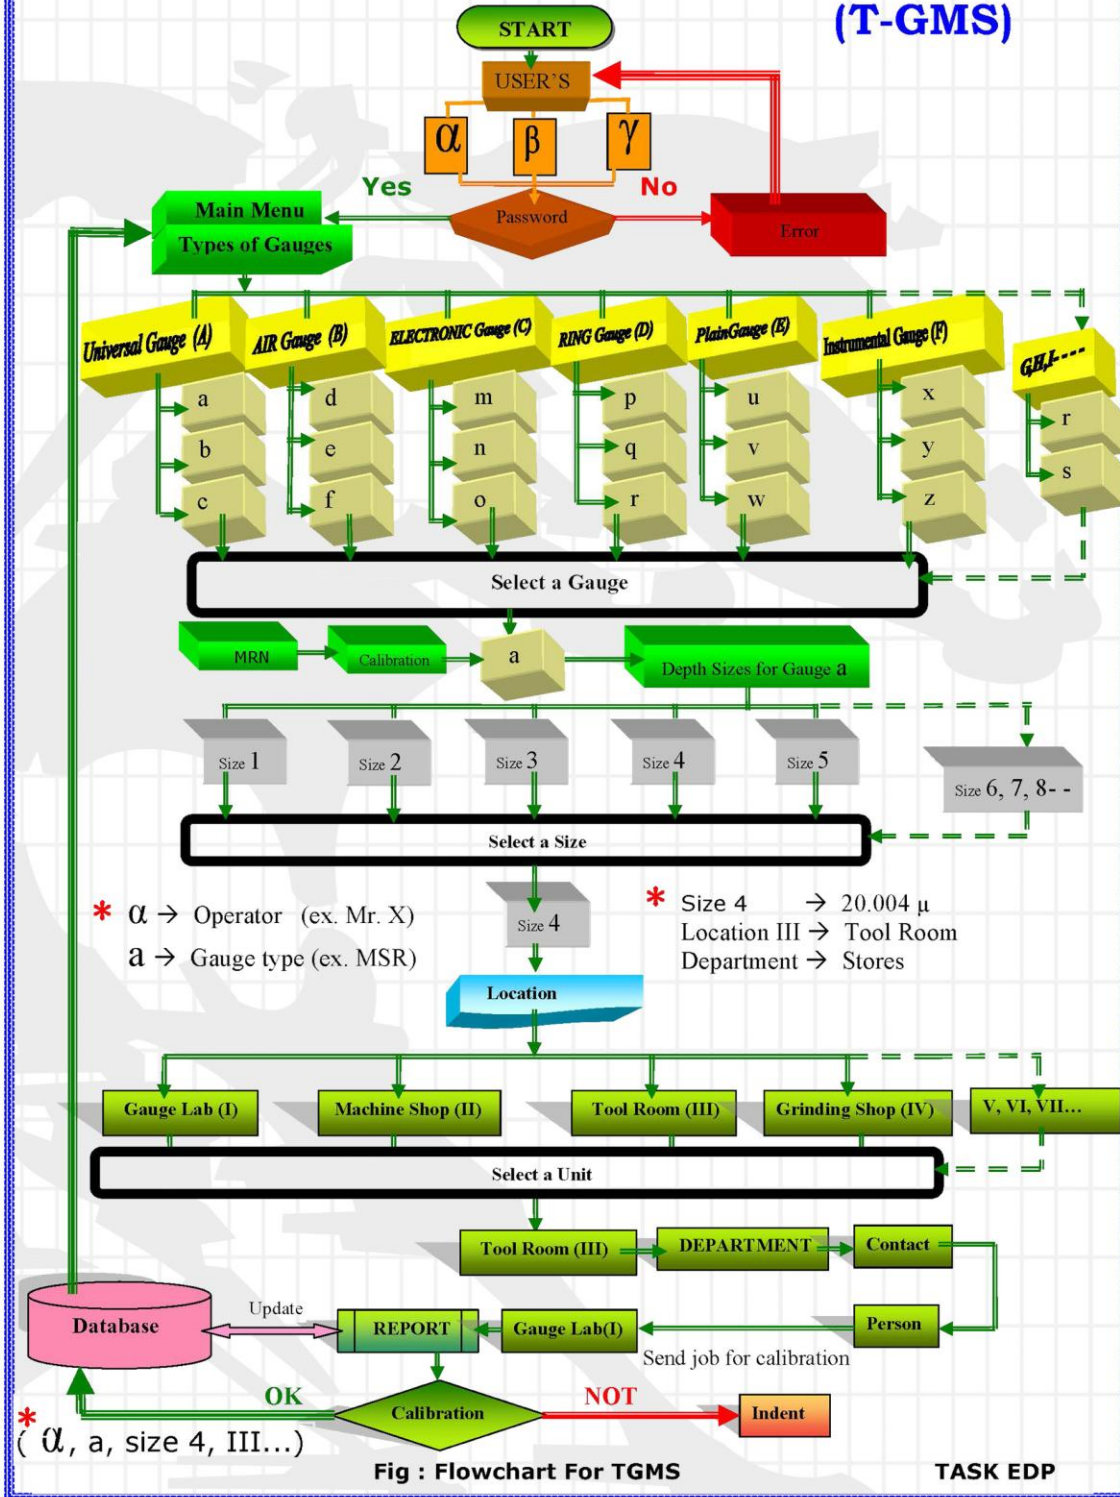 (T-GMS)
START
USER'S
α
β
γ
Yes
No
Password
Main Menu
Types of Gauges
Error
Universal Gauge (A)
AIR Gauge (B)
ELECTRONIC Gauge (C)
RING Gauge (D)
PlainGauge (E)
Instrumental Gauge (F)
G,H,I- - - -
a
d
m
p
u
x
r
b
e
n
q
v
y
s
c
f
o
r
w
z
Select a Gauge
MRN
Calibration
a
Depth Sizes for Gauge a
Size 1
Size 2
Size 3
Size 4
Size 5
Size 6, 7, 8- -
Select a Size
* α → Operator (ex. Mr. X)
a → Gauge type (ex. MSR)
Size 4
* Size 4 → 20.004 µ
Location III → Tool Room
Department → Stores
Location
Gauge Lab (I)
Machine Shop (II)
Tool Room (III)
Grinding Shop (IV)
V, VI, VII...
Select a Unit
Tool Room (III)
DEPARTMENT
Contact
Database
Update
REPORT
Gauge Lab(I)
Person
Send job for calibration
OK
Calibration
NOT
Indent
*
( α, a, size 4, III...)
Fig : Flowchart For TGMS
TASK EDP